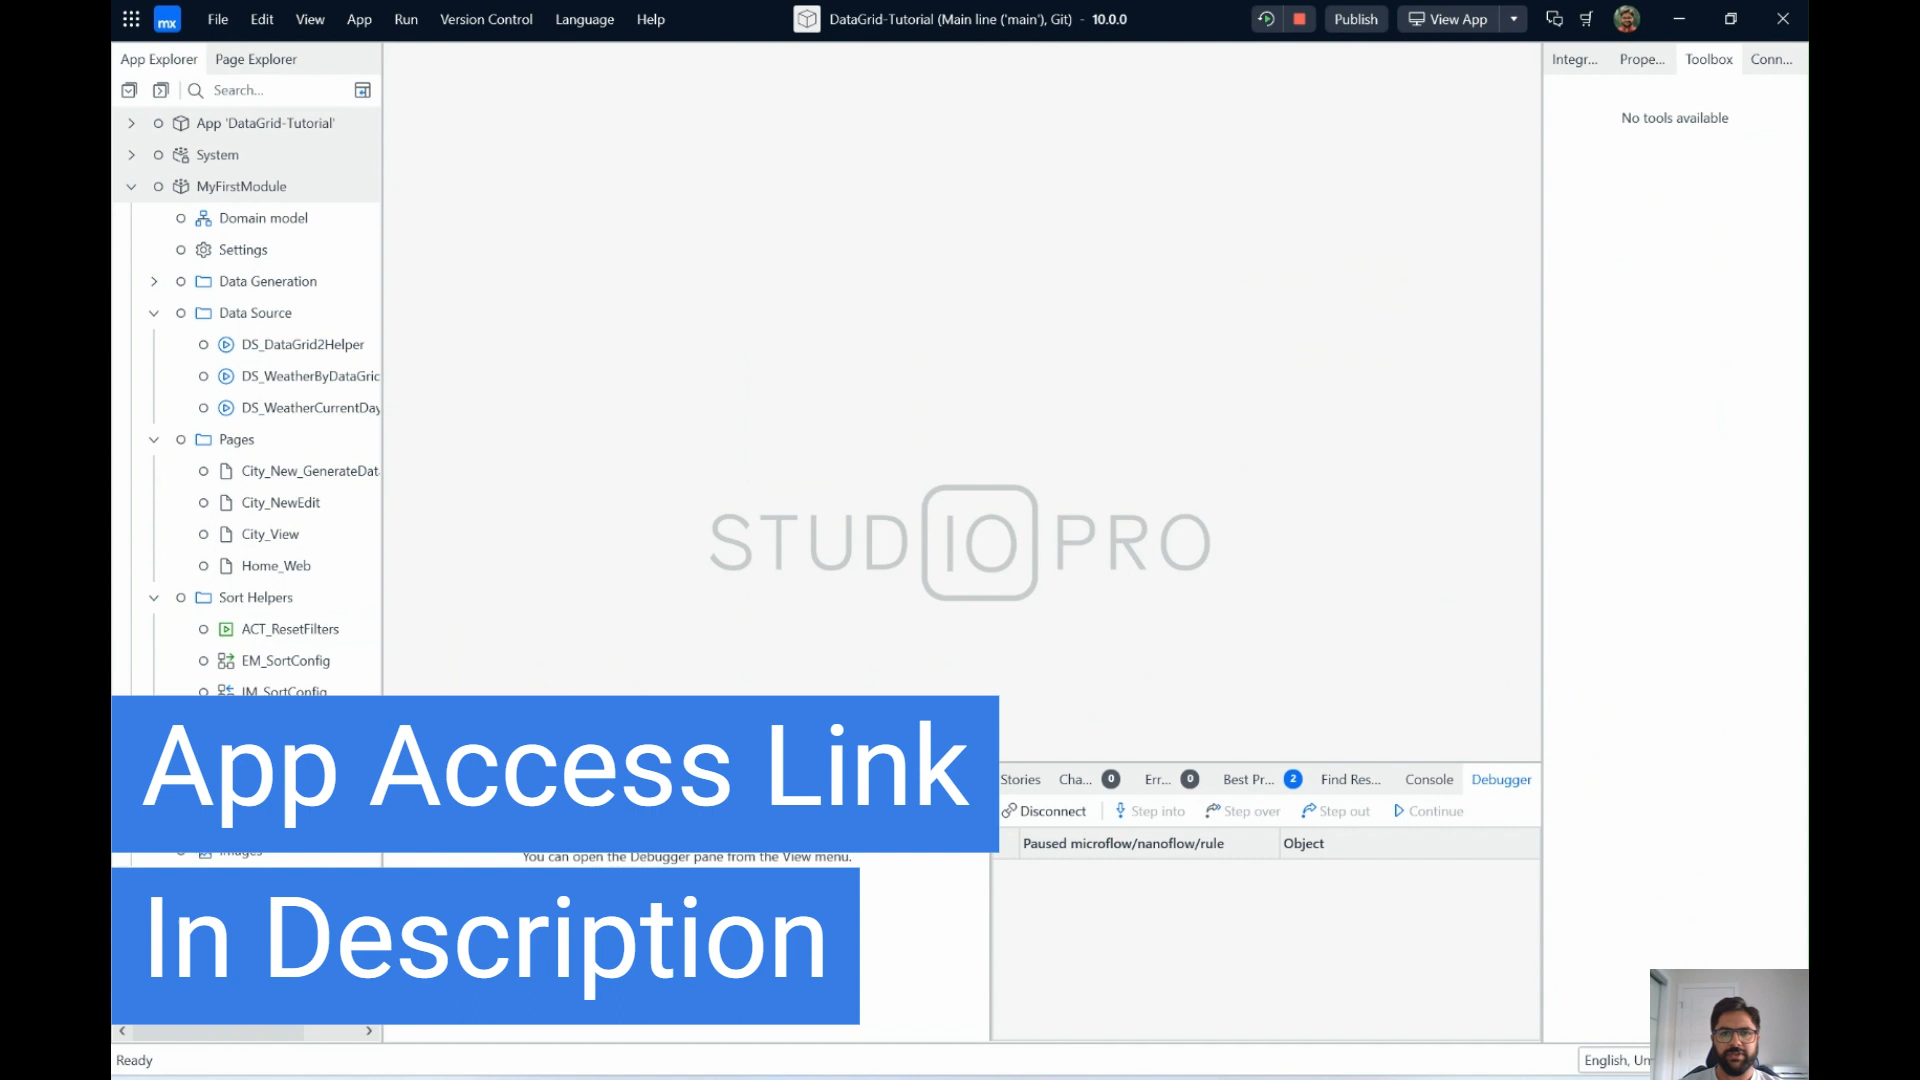 mx File Edit View App Run Version Control Language Help DataGrid-Tutorial (Main line ('main'), Git) - 10.0.0 Publish View App
App Explorer Page Explorer Integr... Prope... Toolbox Conn...
Search...
No tools available
App 'DataGrid-Tutorial'
System
MyFirstModule
Domain model
Settings
Data Generation
Data Source
DS_DataGrid2Helper
DS_WeatherByDataGric
DS_WeatherCurrentDay
Pages
City_New_GenerateDat
City_NewEdit
City_View
Home_Web
Sort Helpers
ACT_ResetFilters
EM_SortConfig
IM_SortConfig
STUDIO PRO
App Access Link
In Description
Images
You can open the Debugger pane from the View menu.
Stories Cha... 0 Err... 0 Best Pr... 2 Find Res... Console Debugger
Disconnect Step into Step over Step out Continue
Paused microflow/nanoflow/rule Object
Ready English, Un